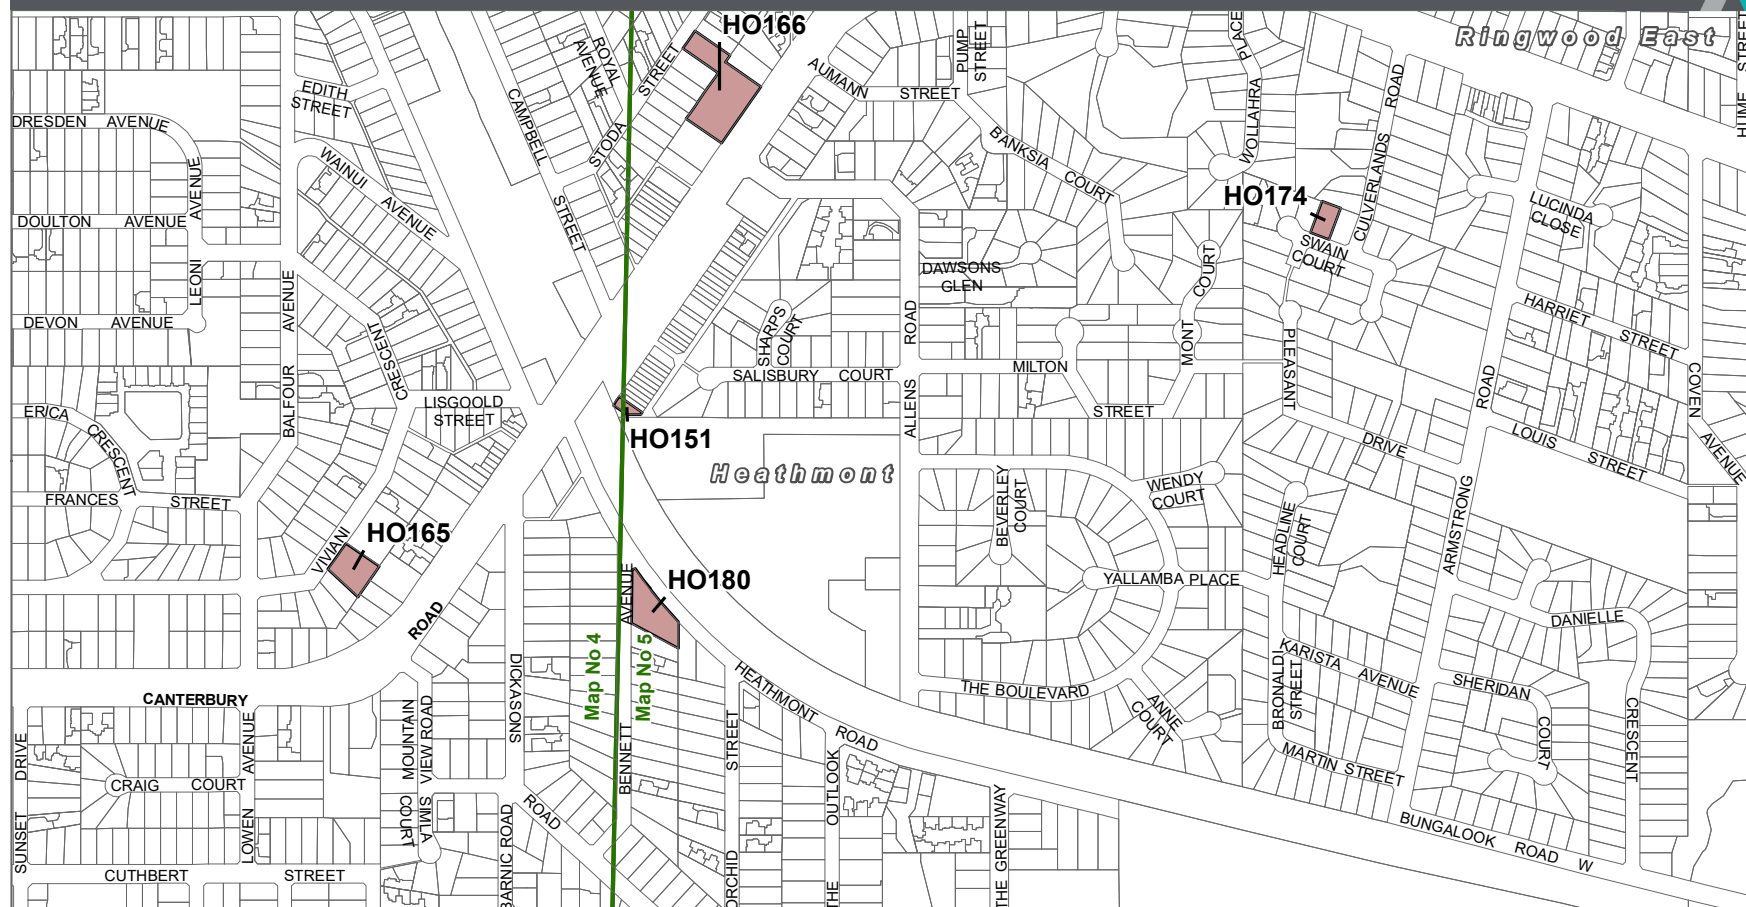 HO166
Ringwood East
HUME STREET
ROYAL
AVENUE
STREET
STODA
PUMP
STREET
PLACE
WOLLAHRA
AUMANN STREET
EDITH
STREET
CAMPBELL
STREET
ROAD
CULVERLANDS
DRESDEN AVENUE
BANKSIA COURT
WAINUI AVENUE
AVENUE
LEONI
HO174
LUCINDA
CLOSE
DOULTON AVENUE
SWAIN
COURT
DAWSONS
GLEN
COURT
MONT
AVENUE
BALFOUR
HARRIET STREET
DEVON AVENUE
CRESCENT
VIVIANI
SHARPS
COURT
ROAD
ALLENS
PLEASANT
DRIVE
MILTON
STREET
SALISBURY COURT
COVEN
AVENUE
ROAD
ARMSTRONG
LISGOOLD
STREET
ERICA
CRESCENT
HO151
LOUIS STREET
Heathmont
FRANCES STREET
BEVERLEY
COURT
WENDY
COURT
HEADLINE
COURT
HO165
HO180
AVENUE
BENNETT
YALLAMBA PLACE
ROAD
DANIELLE
CRESCENT
Map No 4
Map No 5
DICKASONS
ROAD
HEATHMONT ROAD
KARISTA AVENUE
BRONALDI
STREET
SHERIDAN
COURT
THE BOULEVARD
ANNE
COURT
CANTERBURY
MOUNTAIN
VIEW ROAD
AVENUE
LOWEN
DRIVE
SUNSET
STREET
ORCHID
OUTLOOK
THE
MARTIN STREET
CRAIG COURT
SIMLA
COURT
BARNIC ROAD
THE GREENWAY
BUNGALOOK ROAD W
CUTHBERT STREET